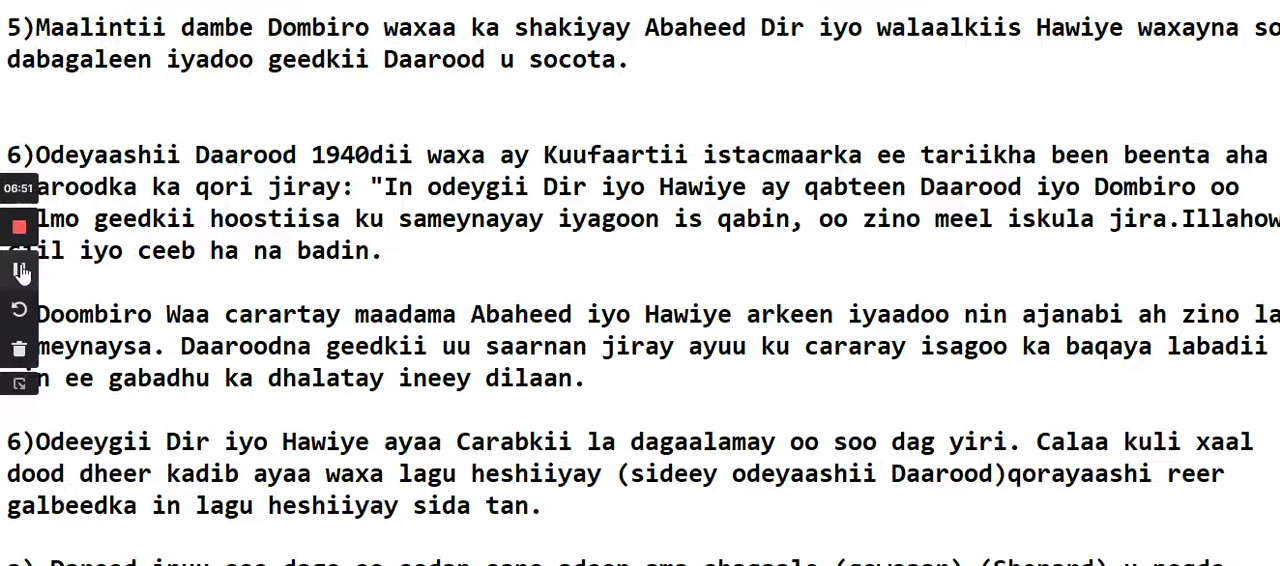 5)Maalintii dambe Dombiro waxaa ka shakiyay Abaheed Dir iyo walaalkiis Hawiye waxayna so
dabagaleen iyadoo geedkii Daarood u socota.
6)Odeyaashii Daarood 1940dii waxa ay Kuufaartii istacmaarka ee tariikha been beenta aha
06:51
aroodka ka qori jiray: "In odeygii Dir iyo Hawiye ay qabteen Daarood iyo Dombiro oo
lmo geedkii hoostiisa ku sameynayay iyagoon is qabin, oo zino meel iskula jira.Illahow
iil iyo ceeb ha na badin.
Doombiro Waa carartay maadama Abaheed iyo Hawiye arkeen iyaadoo nin ajanabi ah zino la
meynaysa. Daaroodna geedkii uu saarnan jiray ayuu ku cararay isagoo ka baqaya labadii
n ee gabadhu ka dhalatay ineey dilaan.
6)Odeeygii Dir iyo Hawiye ayaa Carabkii la dagaalamay oo soo dag yiri. Calaa kuli xaal
dood dheer kadib ayaa waxa lagu heshiiyay (sideey odeyaashii Daarood)qorayaashi reer
galbeedka in lagu heshiiyay sida tan.